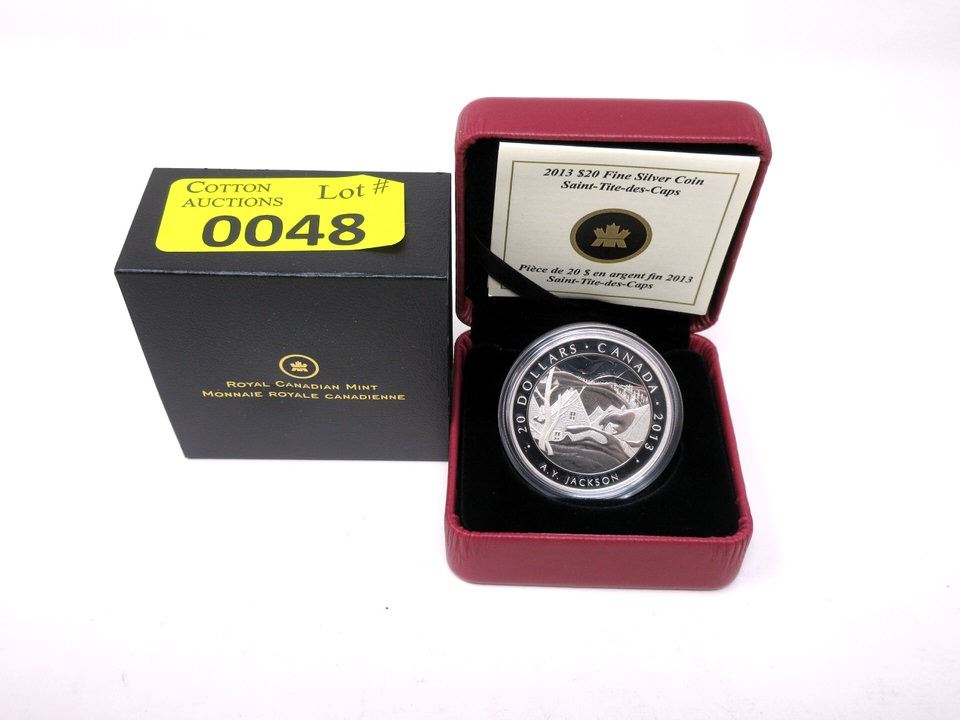 COTTON
AUCTIONS
Lot #
0048
ROYAL CANADIAN MINT
MONNAIE ROYALE CANADIENNE
2013 $20 Fine Silver Coin
Saint-Tite-des-Caps
Pièce de 20 $ en argent fin 2013
Saint-Tite-des-Caps
20 DOLLARS · CANADA · 2013
A.Y. JACKSON